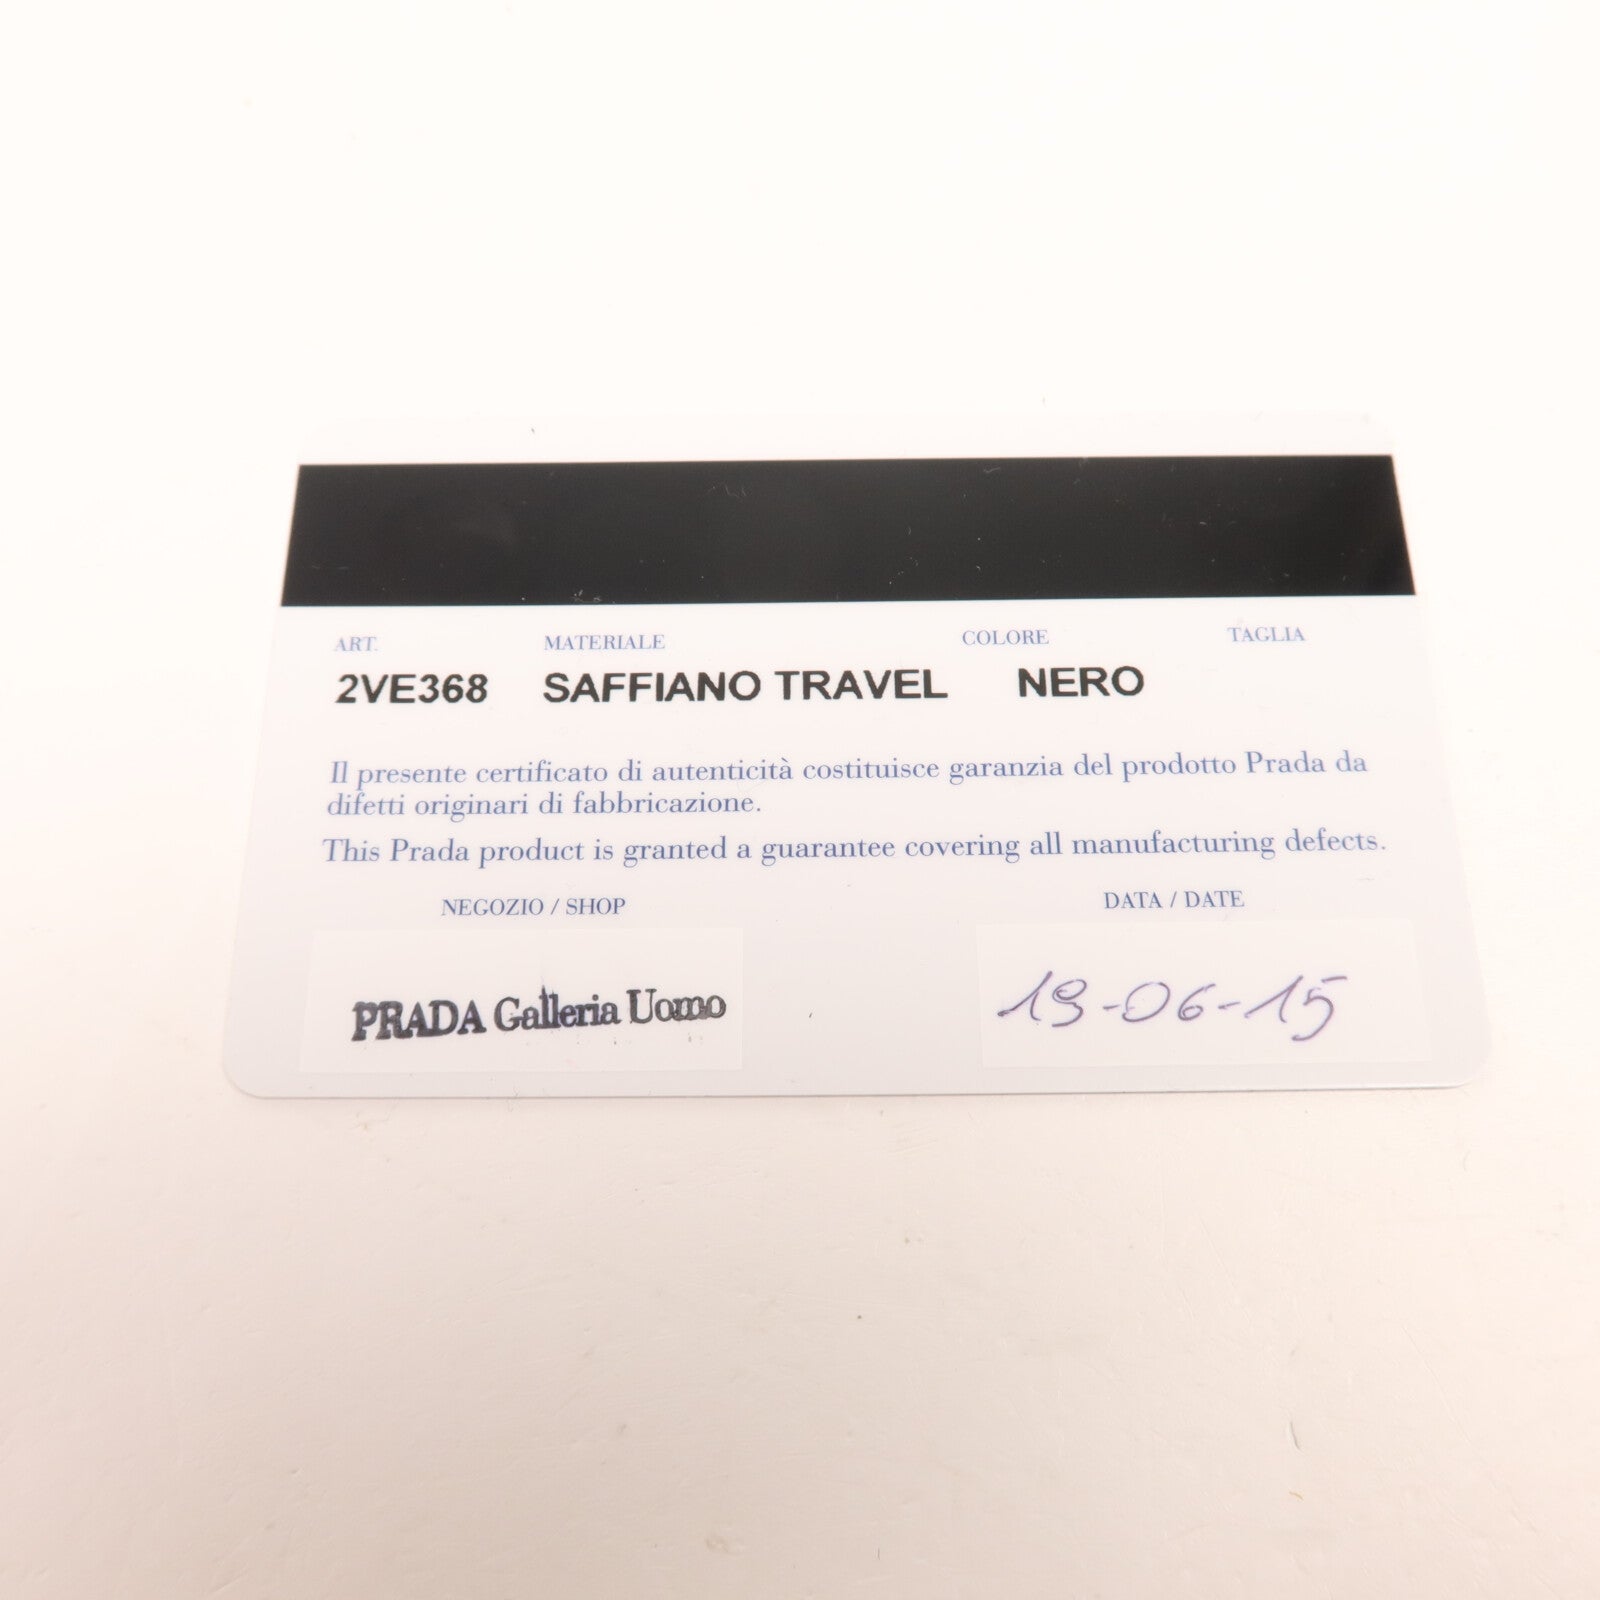 ART. MATERIALE COLORE TAGLIA
2VE368 SAFFIANO TRAVEL NERO
Il presente certificato di autenticità costituisce garanzia del prodotto Prada da
difetti originari di fabbricazione.
This Prada product is granted a guarantee covering all manufacturing defects.
NEGOZIO / SHOP DATA / DATE
PRADA Galleria Uomo 19-06-15